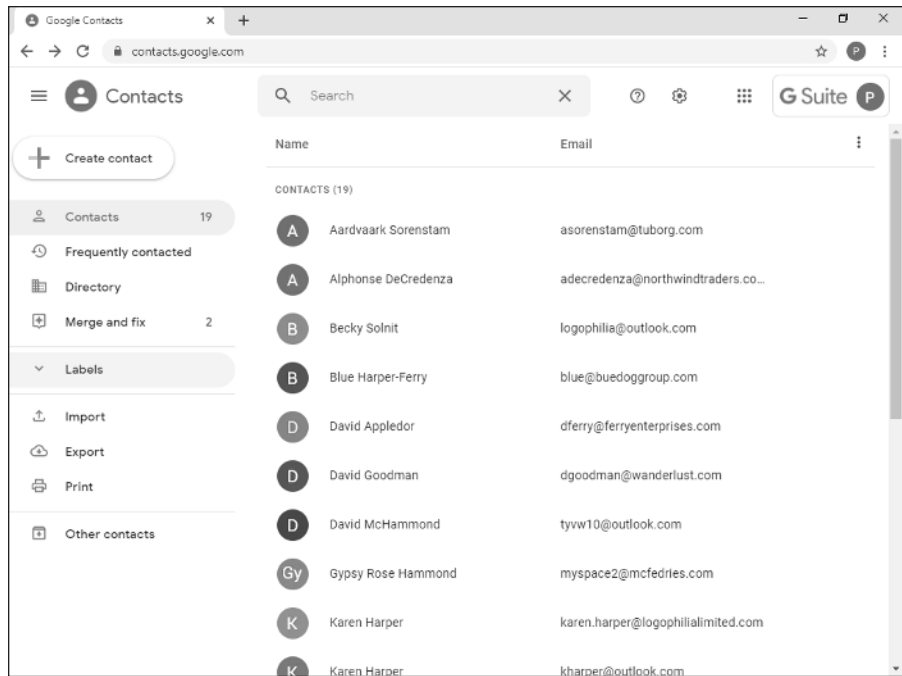 Google Contacts
contacts.google.com
P
Contacts
Search
G Suite P
Create contact
Name Email
CONTACTS (19)
Contacts 19
A Aardvaark Sorenstam asorenstam@tuborg.com
Frequently contacted
A Alphonse DeCredenza adecredenza@northwindtraders.co...
Directory
Merge and fix 2
B Becky Solnit logophilia@outlook.com
Labels
B Blue Harper-Ferry blue@buedoggroup.com
Import
D David Appledor dferry@ferryenterprises.com
Export
D David Goodman dgoodman@wanderlust.com
Print
D David McHammond tyvw10@outlook.com
Other contacts
Gy Gypsy Rose Hammond myspace2@mcfedries.com
K Karen Harper karen.harper@logophilialimited.com
K Karen Harper kharper@outlook.com